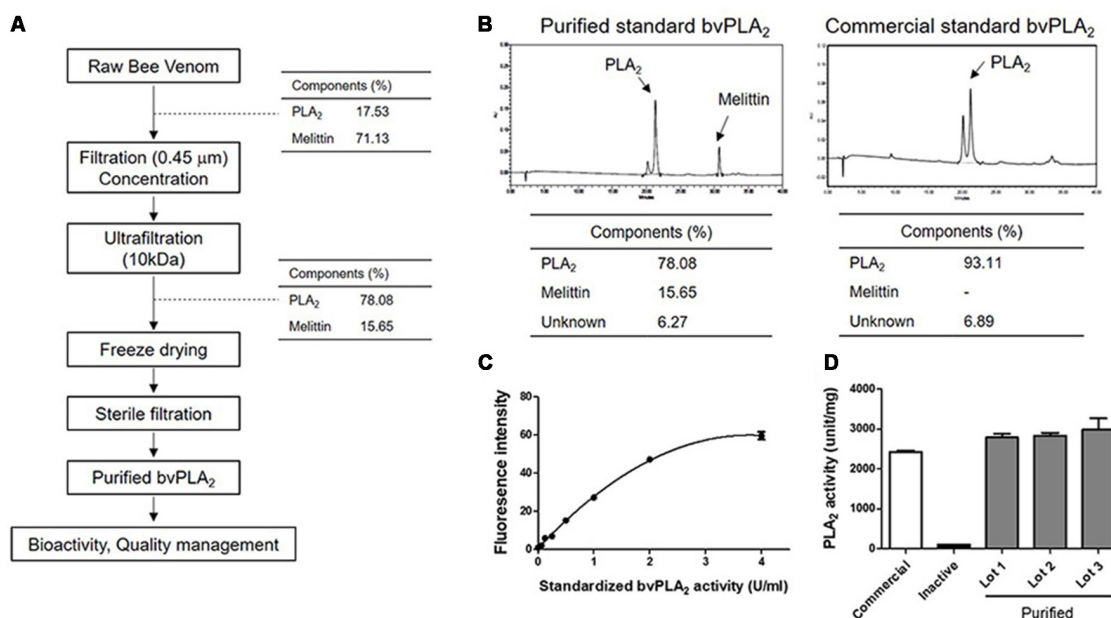 A
Raw Bee Venom
Components (%)
PLA₂ 17.53
Melittin 71.13
Filtration (0.45 μm)
Concentration
Ultrafiltration
(10kDa)
Components (%)
PLA₂ 78.08
Melittin 15.65
Freeze drying
Sterile filtration
Purified bvPLA₂
Bioactivity, Quality management
B
Purified standard bvPLA₂
PLA₂
Melittin
Minutes
Components (%)
PLA₂ 78.08
Melittin 15.65
Unknown 6.27
Commercial standard bvPLA₂
PLA₂
Minutes
Components (%)
PLA₂ 93.11
Melittin -
Unknown 6.89
C
Fluoresence intensity
80
60
40
20
0
0 1 2 3 4
Standardized bvPLA₂ activity (U/ml)
D
PLA₂ activity (unit/mg)
4000
3000
2000
1000
0
Commercial
Inactive
Lot 1
Lot 2
Lot 3
Purified